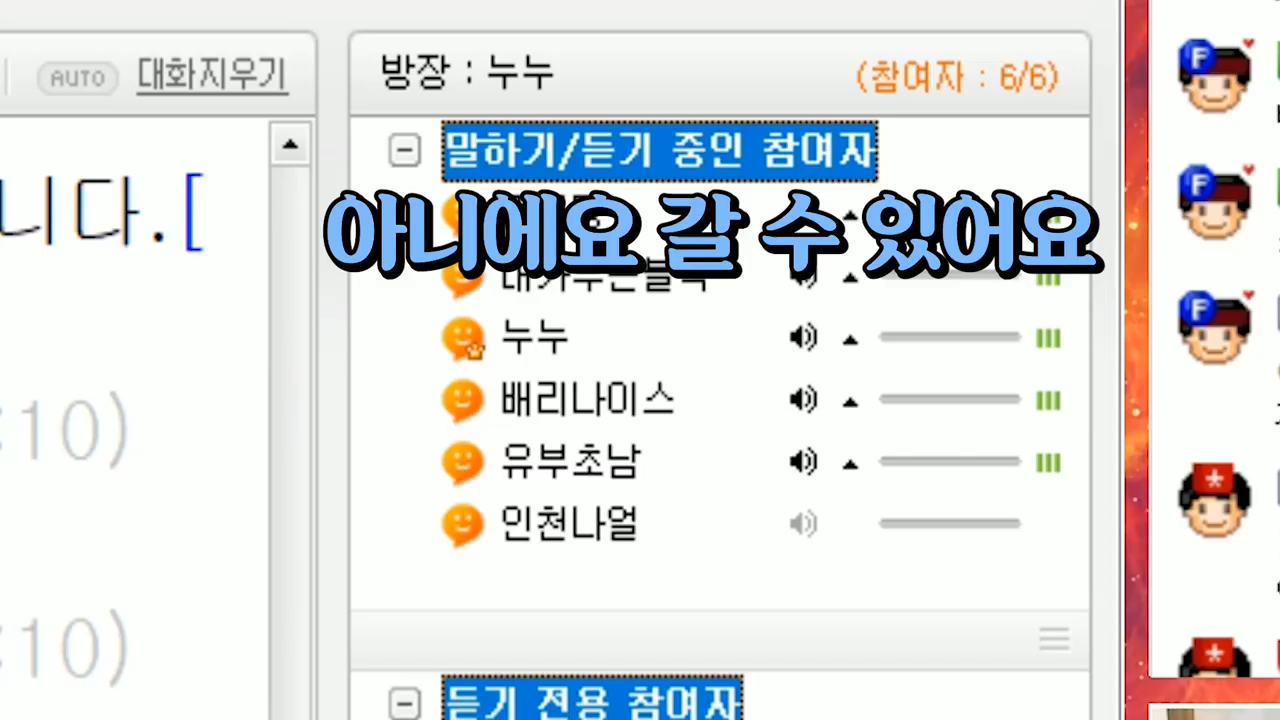 AUTO 대화지우기
방장 : 누누 (참여자 : 6/6)
말하기/듣기 중인 참여자
니다.[
아니에요 갈 수 있어요
누누
배리나이스
유부초남
인천나얼
:10)
:10)
듣기 전용 참여자
F
F
F